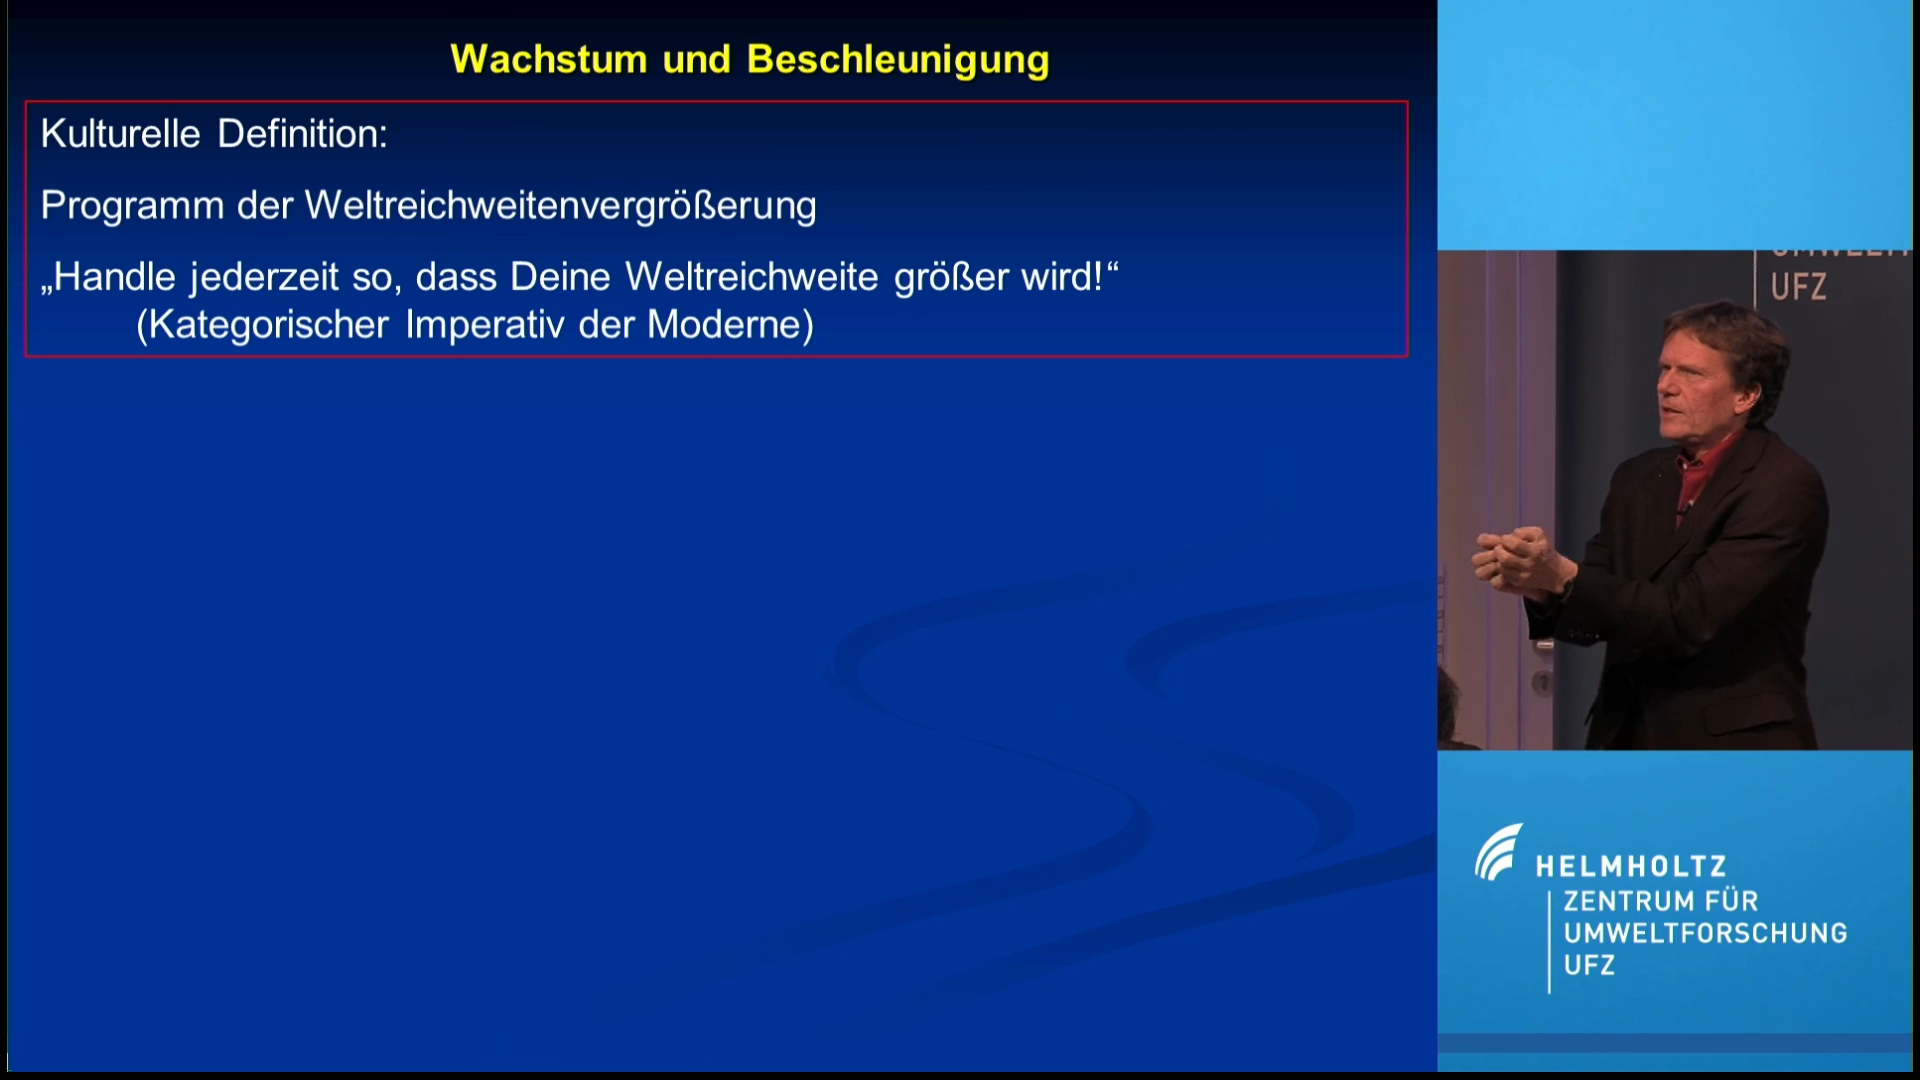 Wachstum und Beschleunigung
Kulturelle Definition:
Programm der Weltreichweitenvergrößerung
„Handle jederzeit so, dass Deine Weltreichweite größer wird!“
(Kategorischer Imperativ der Moderne)
UFZ
HELMHOLTZ
ZENTRUM FÜR
UMWELTFORSCHUNG
UFZ